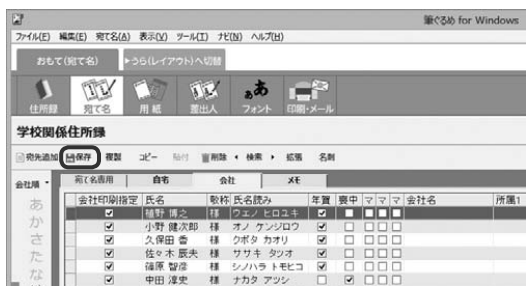 筆ぐるめ for Windows
ファイル(F) 編集(E) 宛て名(A) 表示(V) ツール(T) ナビ(N) ヘルプ(H)
おもて(宛て名) ▶うら(レイアウト)へ切替
住所録 宛て名 用紙 差出人 フォント 印刷・メール
学校関係住所録
宛先追加 保存 複製 コピー 貼付 削除 ◀ 検索 ▶ 拡張 名刺
会社順 宛て名専用 自宅 会社 メモ
会社印刷指定 氏名 敬称 氏名読み 年賀 喪中 マ マ マ 会社名 所属1
植野 博之 様 ウエノ ヒロユキ
小野 健次郎 様 オノ ケンジロウ
久保田 香 様 クボタ カオリ
佐々木 辰夫 様 ササキ タツオ
篠原 智彦 様 シノハラ トモヒコ
中田 淳史 様 ナカタ アツシ
あ
か
さ
た
な